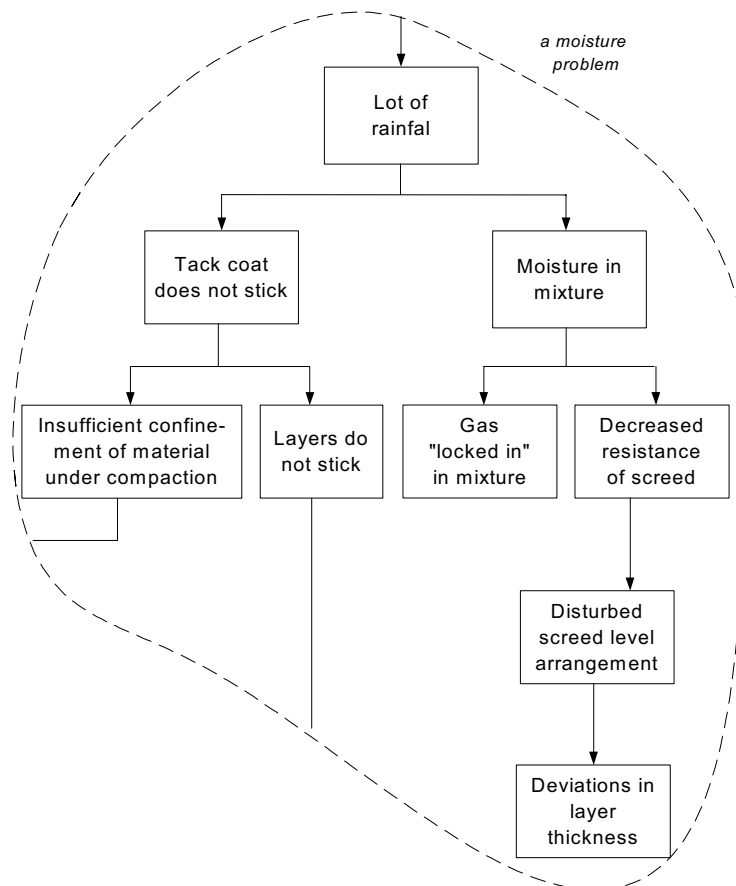 a moisture
problem
Lot of
rainfal
Tack coat
does not stick
Moisture in
mixture
Insufficient confine-
ment of material
under compaction
Layers do
not stick
Gas
"locked in"
in mixture
Decreased
resistance
of screed
Disturbed
screed level
arrangement
Deviations in
layer
thickness